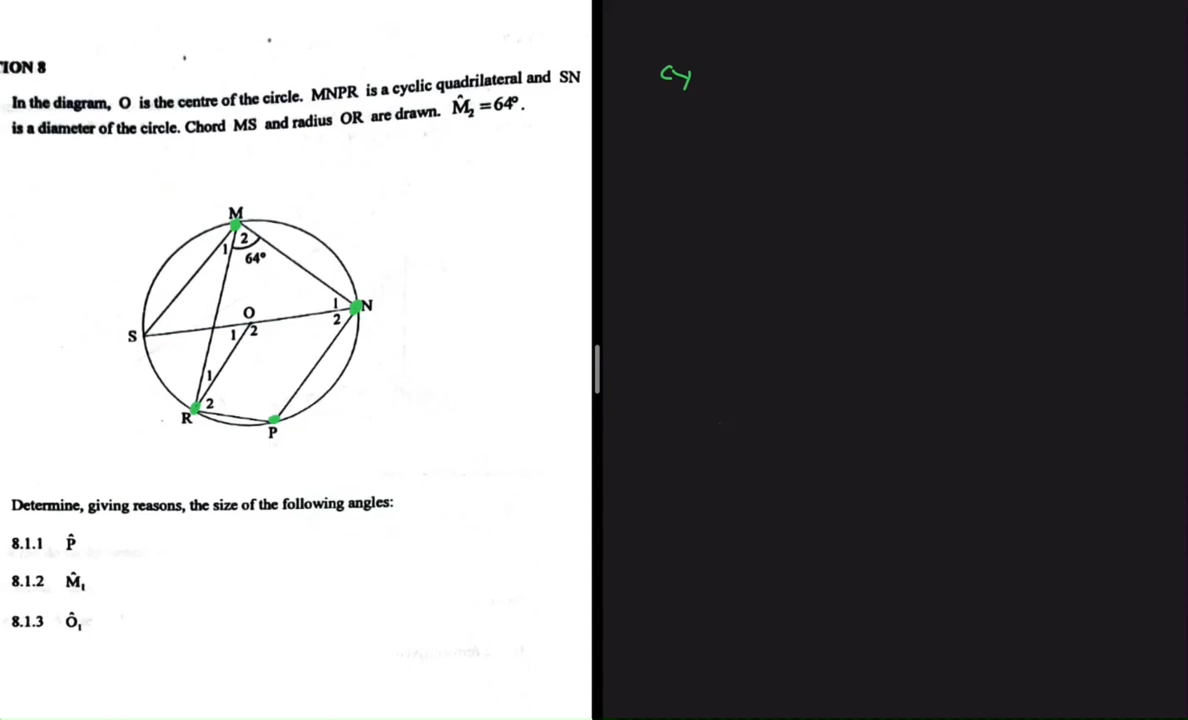 TION 8
In the diagram, O is the centre of the circle. MNPR is a cyclic quadrilateral and SN
is a diameter of the circle. Chord MS and radius OR are drawn. M̂₂ = 64°.
M
1 2
64°
O
1 N
2
S
1 2
1
R 2
P
Determine, giving reasons, the size of the following angles:
8.1.1 P̂
8.1.2 M̂₁
8.1.3 Ô₁
cy